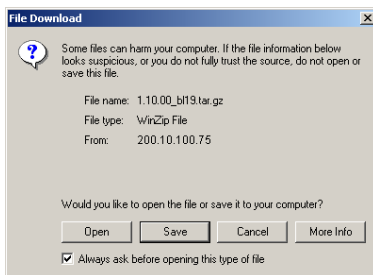 File Download
Some files can harm your computer. If the file information below
looks suspicious, or you do not fully trust the source, do not open or
save this file.
File name: 1.10.00_bl19.tar.gz
File type: WinZip File
From: 200.10.100.75
Would you like to open the file or save it to your computer?
Open Save Cancel More Info
Always ask before opening this type of file